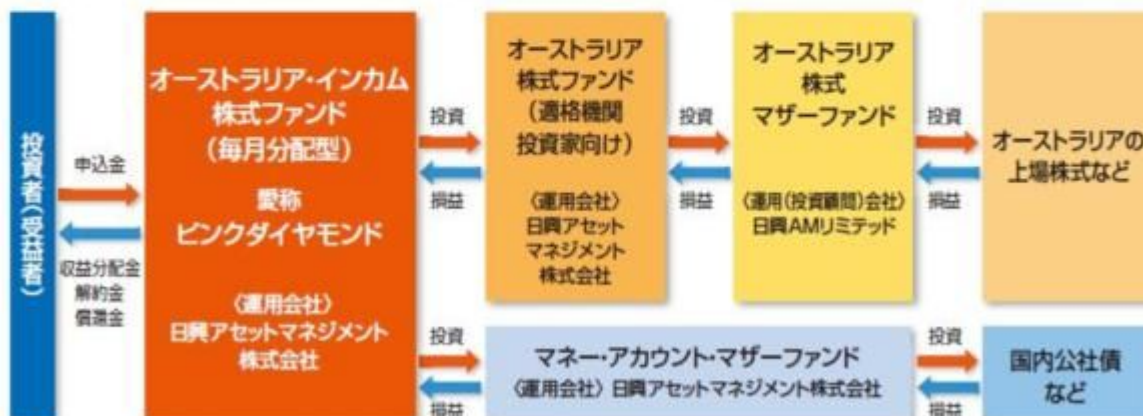 投資者(受益者)
申込金
収益分配金
解約金
償還金
オーストラリア・インカム
株式ファンド
(毎月分配型)
愛称
ピンクダイヤモンド
〈運用会社〉
日興アセットマネジメント
株式会社
投資
損益
オーストラリア
株式ファンド
(適格機関
投資家向け)
〈運用会社〉
日興アセット
マネジメント
株式会社
投資
損益
オーストラリア
株式
マザーファンド
〈運用(投資顧問)会社〉
日興AMリミテッド
投資
損益
オーストラリアの
上場株式など
投資
損益
マネー・アカウント・マザーファンド
〈運用会社〉日興アセットマネジメント株式会社
投資
損益
国内公社債
など